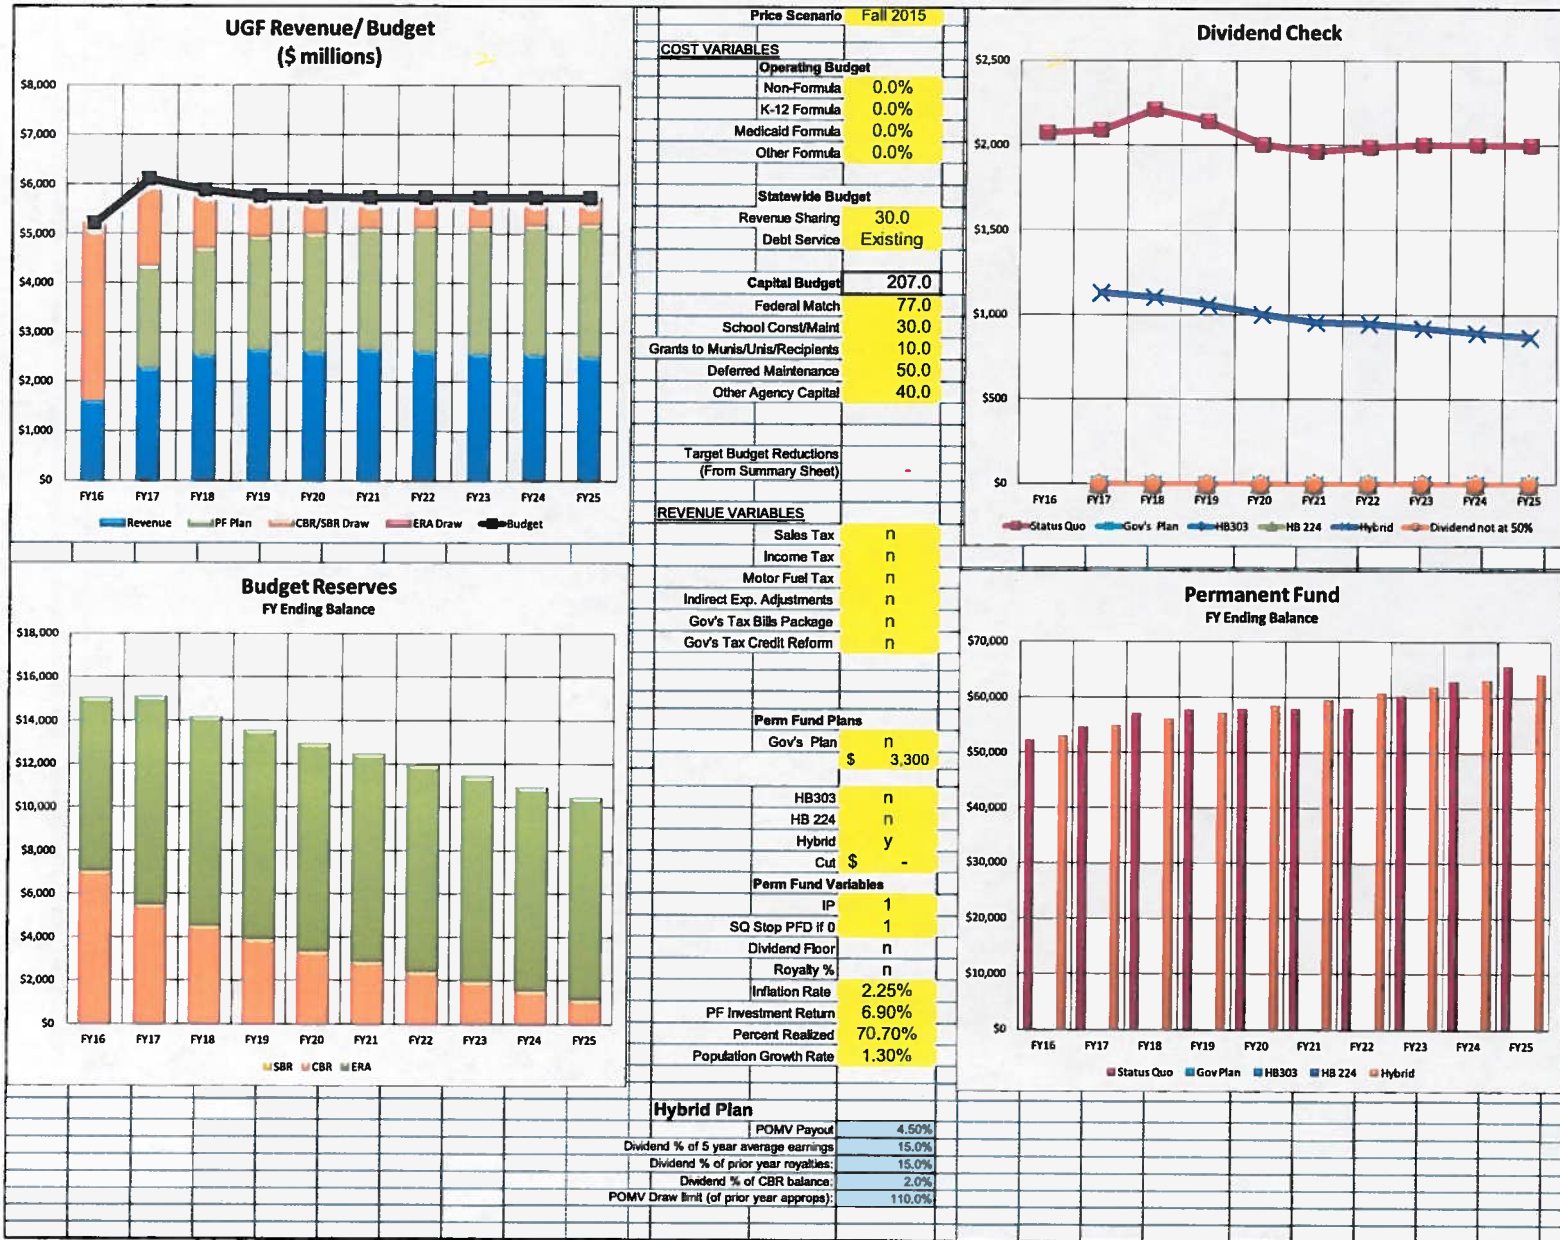 UGF Revenue/ Budget
($ millions)
$8,000
$7,000
$6,000
$5,000
$4,000
$3,000
$2,000
$1,000
$0
FY16 FY17 FY18 FY19 FY20 FY21 FY22 FY23 FY24 FY25
Revenue PF Plan CBR/SBR Draw ERA Draw Budget
Budget Reserves
FY Ending Balance
$18,000
$16,000
$14,000
$12,000
$10,000
$8,000
$6,000
$4,000
$2,000
$0
FY16 FY17 FY18 FY19 FY20 FY21 FY22 FY23 FY24 FY25
SBR CBR ERA
Price Scenario Fall 2015
COST VARIABLES
Operating Budget
Non-Formula 0.0%
K-12 Formula 0.0%
Medicaid Formula 0.0%
Other Formula 0.0%
Statewide Budget
Revenue Sharing 30.0
Debt Service Existing
Capital Budget 207.0
Federal Match 77.0
School Const/Maint 30.0
Grants to Munis/Unis/Recipients 10.0
Deferred Maintenance 50.0
Other Agency Capital 40.0
Target Budget Reductions
(From Summary Sheet) -
REVENUE VARIABLES
Sales Tax n
Income Tax n
Motor Fuel Tax n
Indirect Exp. Adjustments n
Gov's Tax Bills Package n
Gov's Tax Credit Reform n
Perm Fund Plans
Gov's Plan n
$ 3,300
HB303 n
HB 224 n
Hybrid y
Cut $ -
Perm Fund Variables
IP 1
SQ Stop PFD if 0 1
Dividend Floor n
Royalty % n
Inflation Rate 2.25%
PF Investment Return 6.90%
Percent Realized 70.70%
Population Growth Rate 1.30%
Hybrid Plan
POMV Payout 4.50%
Dividend % of 5 year average earnings 15.0%
Dividend % of prior year royalties: 15.0%
Dividend % of CBR balance: 2.0%
POMV Draw limit (of prior year approps): 110.0%
Dividend Check
$2,500
$2,000
$1,500
$1,000
$500
$0
FY16 FY17 FY18 FY19 FY20 FY21 FY22 FY23 FY24 FY25
Status Quo Gov's Plan HB303 HB 224 Hybrid Dividend not at 50%
Permanent Fund
FY Ending Balance
$70,000
$60,000
$50,000
$40,000
$30,000
$20,000
$10,000
$0
FY16 FY17 FY18 FY19 FY20 FY21 FY22 FY23 FY24 FY25
Status Quo Gov Plan HB303 HB 224 Hybrid